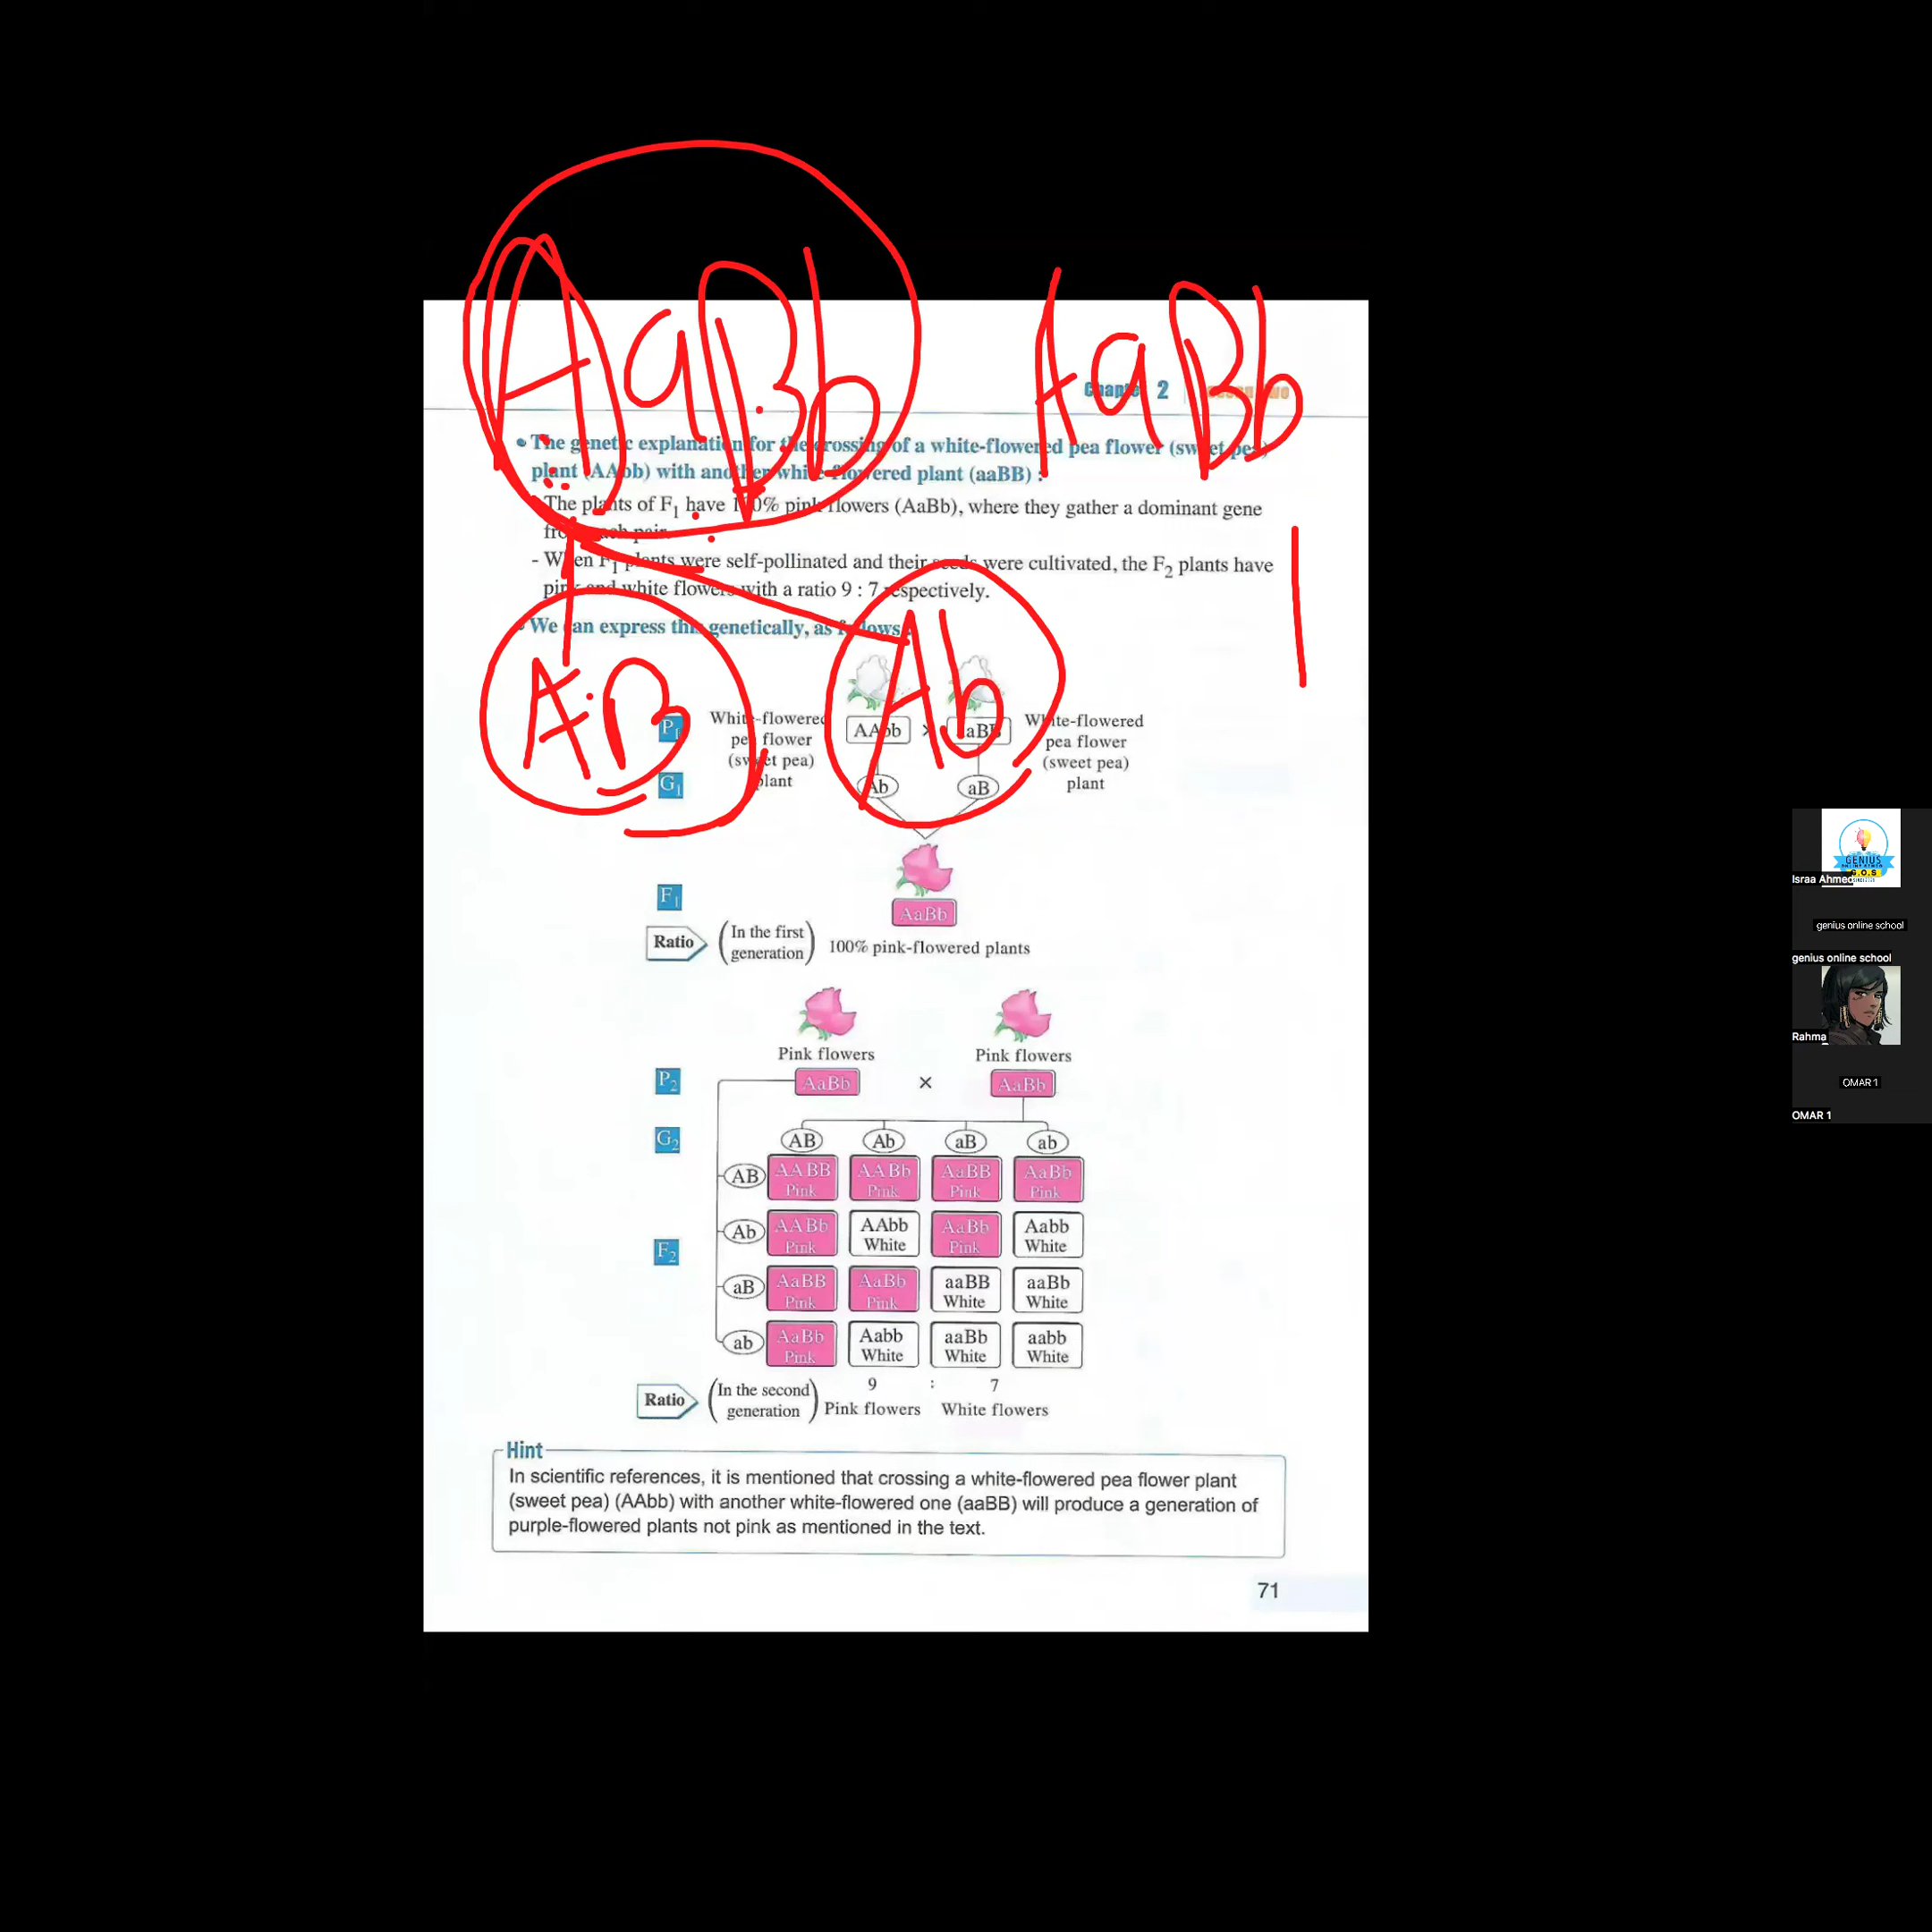 AaBb AaBb
Chapter 2
• The genetic explanation for the crossing of a white-flowered pea flower (sweet pea)
plant (AAbb) with another white-flowered plant (aaBB) :
The plants of F1 have 100% pink flowers (AaBb), where they gather a dominant gene
from each pair.
- When F1 plants were self-pollinated and their seeds were cultivated, the F2 plants have
pink and white flowers with a ratio 9 : 7 respectively.
We can express this genetically, as follows
AB Ab
P1 White-flowered pea flower (sweet pea) plant AAbb × aaBB White-flowered pea flower (sweet pea) plant
G1 Ab aB
F1 AaBb
Ratio (In the first generation) 100% pink-flowered plants
Pink flowers Pink flowers
P2 AaBb × AaBb
G2 AB Ab aB ab
AB AABB Pink AABb Pink AaBB Pink AaBb Pink
Ab AABb Pink AAbb White AaBb Pink Aabb White
F2
aB AaBB Pink AaBb Pink aaBB White aaBb White
ab AaBb Pink Aabb White aaBb White aabb White
Ratio (In the second generation) 9 : 7
Pink flowers White flowers
Hint
In scientific references, it is mentioned that crossing a white-flowered pea flower plant
(sweet pea) (AAbb) with another white-flowered one (aaBB) will produce a generation of
purple-flowered plants not pink as mentioned in the text.
71
GENIUS
G.O.S
Israa Ahmed
genius online school
genius online school
Rahma
OMAR 1
OMAR 1